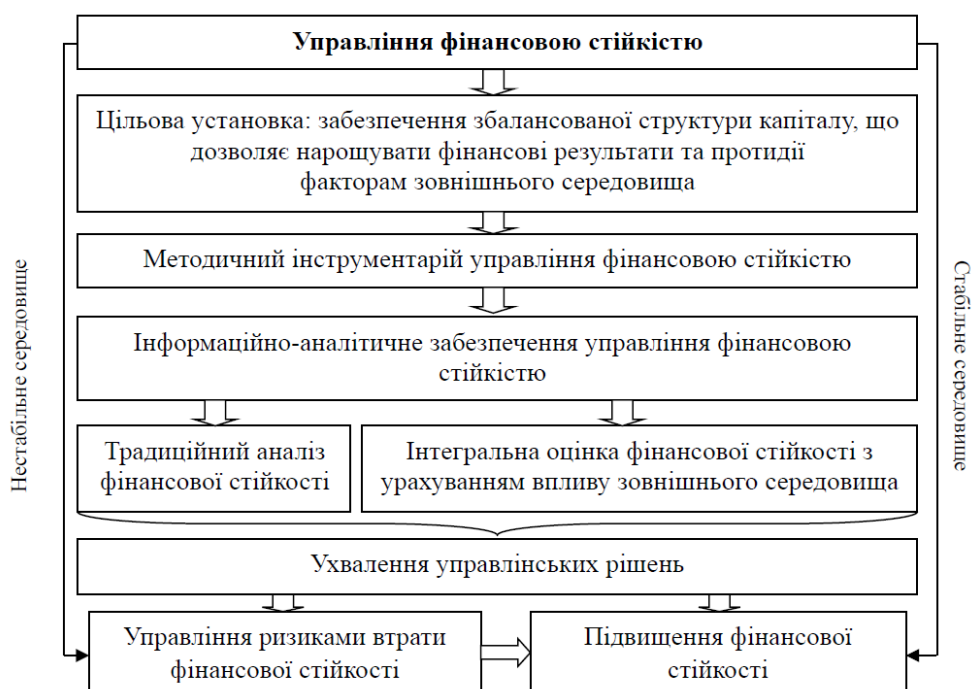 Управління фінансовою стійкістю
Цільова установка: забезпечення збалансованої структури капіталу, що
дозволяє нарощувати фінансові результати та протидії
факторам зовнішнього середовища
Методичний інструментарій управління фінансовою стійкістю
Нестабільне середовище
Стабільне середовище
Інформаційно-аналітичне забезпечення управління фінансовою
стійкістю
Традиційний аналіз
фінансової стійкості
Інтегральна оцінка фінансової стійкості з
урахуванням впливу зовнішнього середовища
Ухвалення управлінських рішень
Управління ризиками втрати
фінансової стійкості
Підвищення фінансової
стійкості